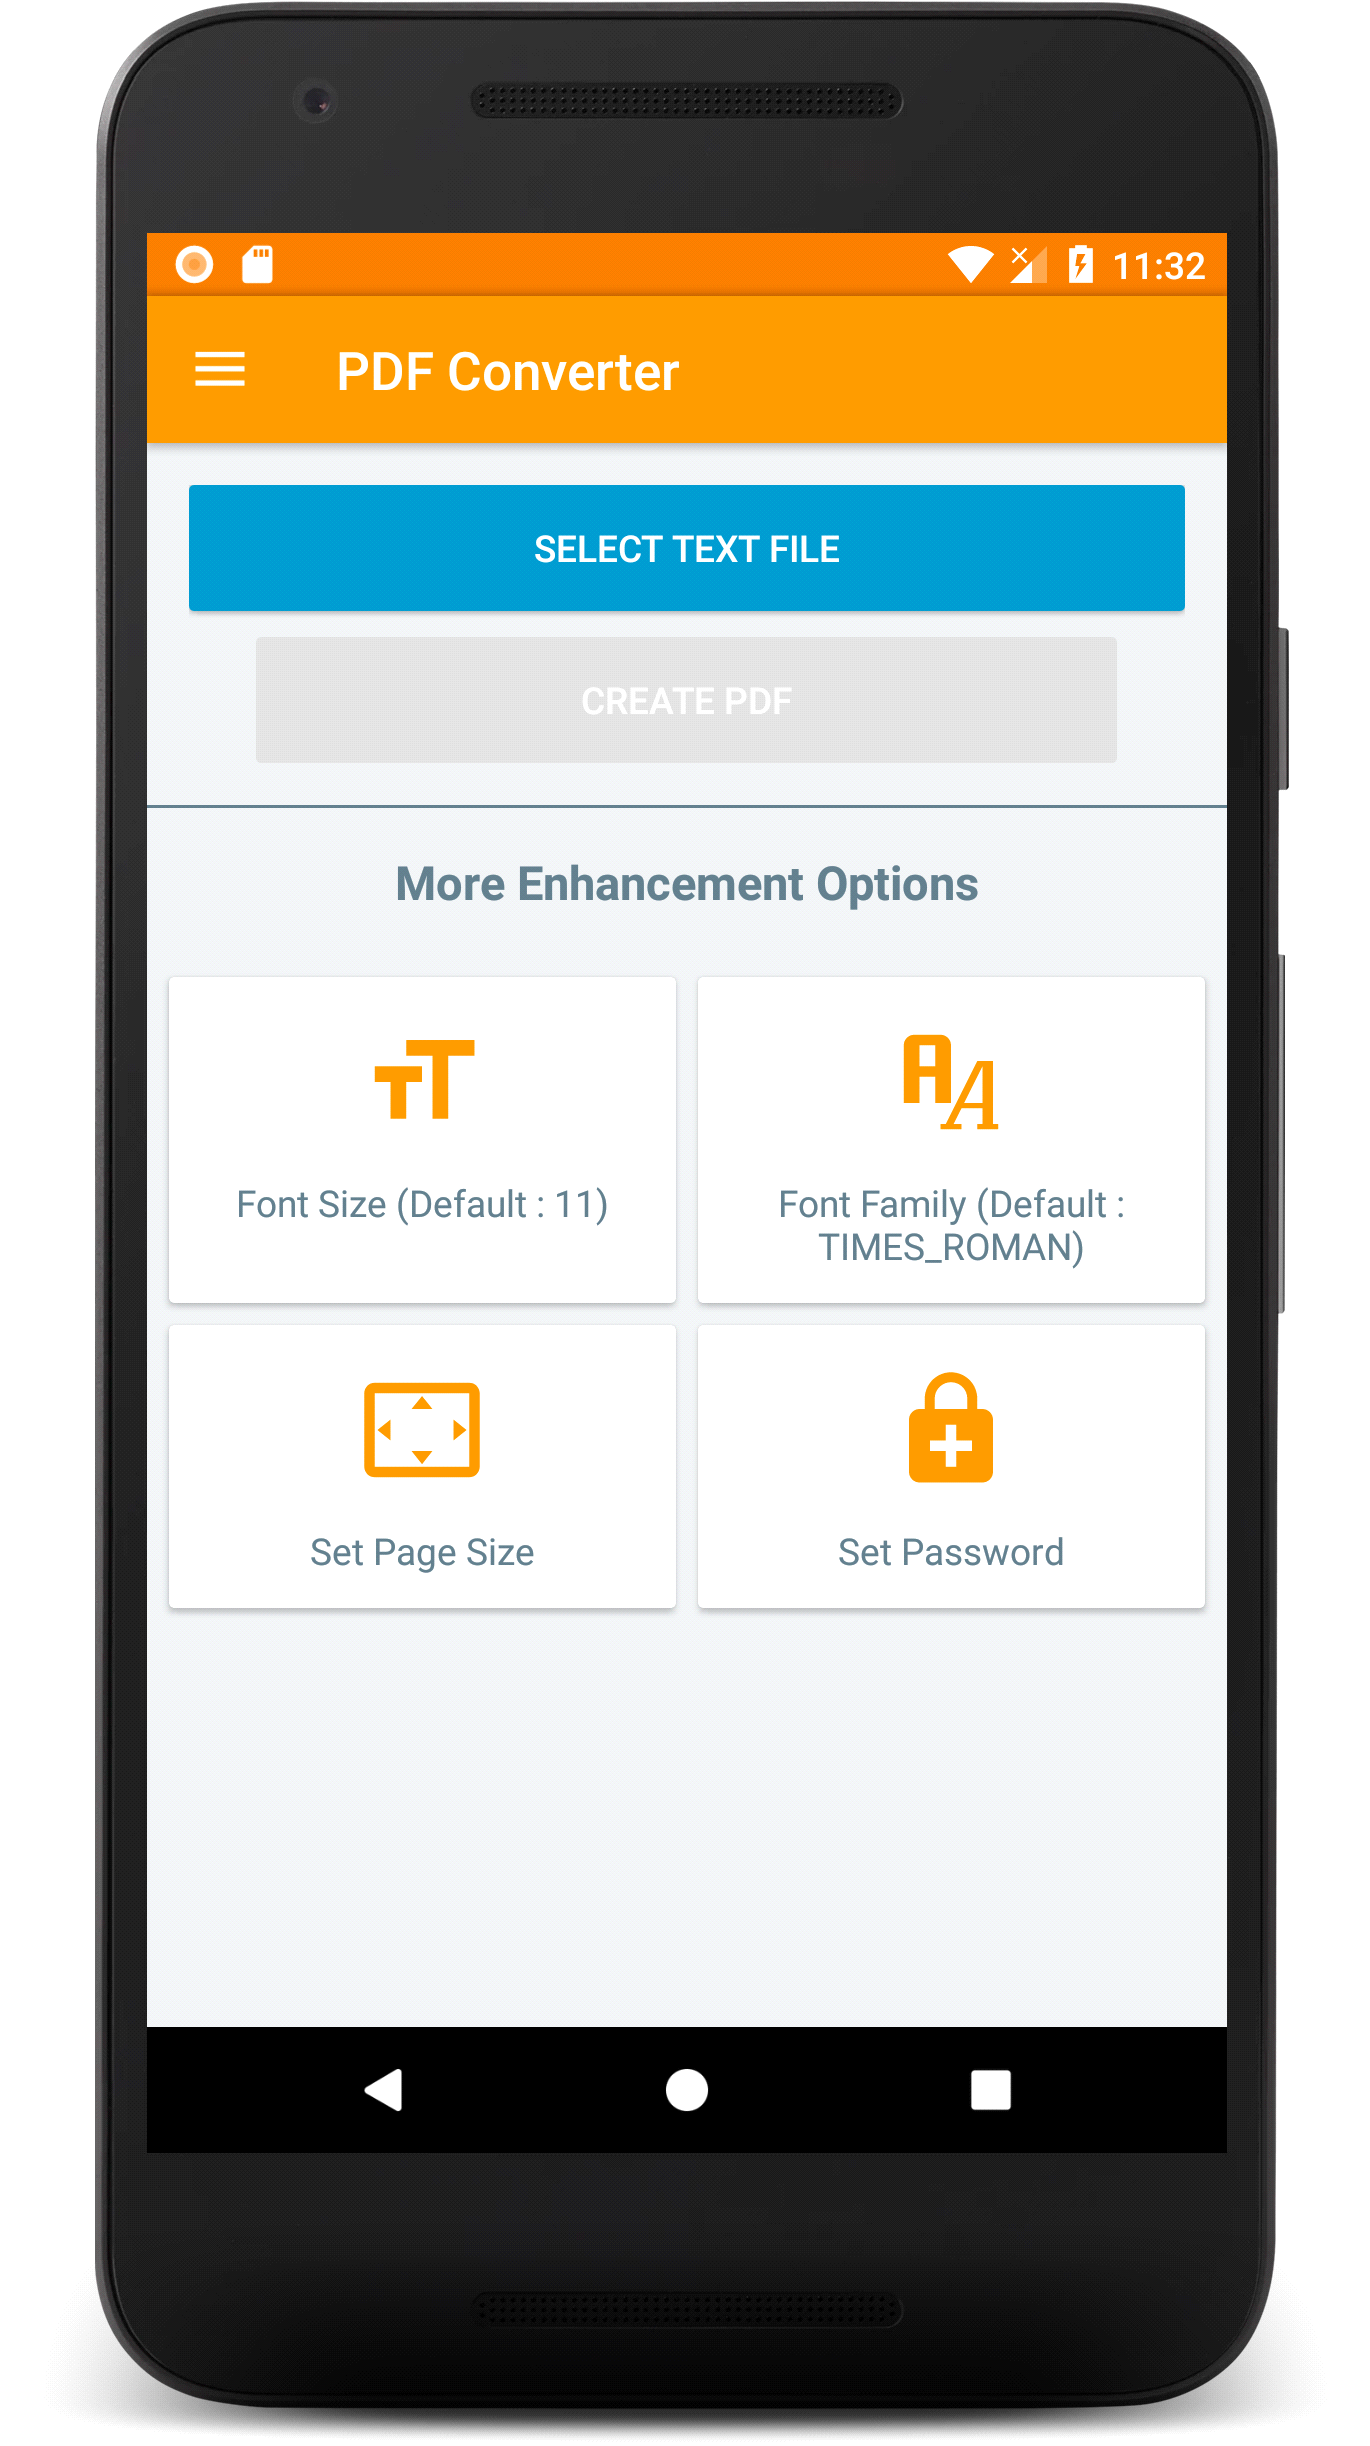 11:32
PDF Converter
SELECT TEXT FILE
CREATE PDF
More Enhancement Options
Font Size (Default : 11)
Font Family (Default :
TIMES_ROMAN)
Set Page Size
Set Password